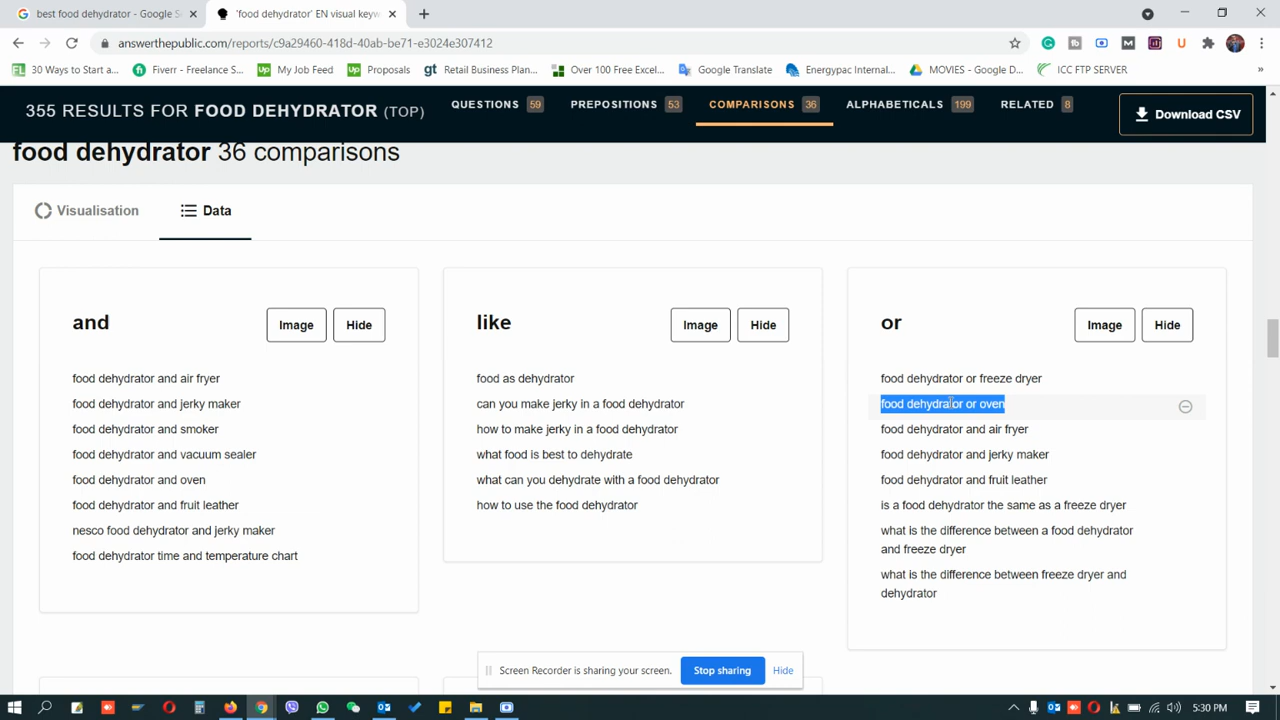 best food dehydrator - Google S
'food dehydrator' EN visual keyw
answerthepublic.com/reports/c9a29460-418d-40ab-be71-e3024e307412
30 Ways to Start a...
Fiverr - Freelance S...
My Job Feed
Proposals
Retail Business Plan...
Over 100 Free Excel...
Google Translate
Energypac Internal...
MOVIES - Google D...
ICC FTP SERVER
355 RESULTS FOR FOOD DEHYDRATOR (TOP)
QUESTIONS 59
PREPOSITIONS 53
COMPARISONS 36
ALPHABETICALS 199
RELATED 8
Download CSV
food dehydrator 36 comparisons
Visualisation
Data
and
Image
Hide
food dehydrator and air fryer
food dehydrator and jerky maker
food dehydrator and smoker
food dehydrator and vacuum sealer
food dehydrator and oven
food dehydrator and fruit leather
nesco food dehydrator and jerky maker
food dehydrator time and temperature chart
like
Image
Hide
food as dehydrator
can you make jerky in a food dehydrator
how to make jerky in a food dehydrator
what food is best to dehydrate
what can you dehydrate with a food dehydrator
how to use the food dehydrator
or
Image
Hide
food dehydrator or freeze dryer
food dehydrator or oven
food dehydrator and air fryer
food dehydrator and jerky maker
food dehydrator and fruit leather
is a food dehydrator the same as a freeze dryer
what is the difference between a food dehydrator
and freeze dryer
what is the difference between freeze dryer and
dehydrator
Screen Recorder is sharing your screen.
Stop sharing
Hide
5:30 PM